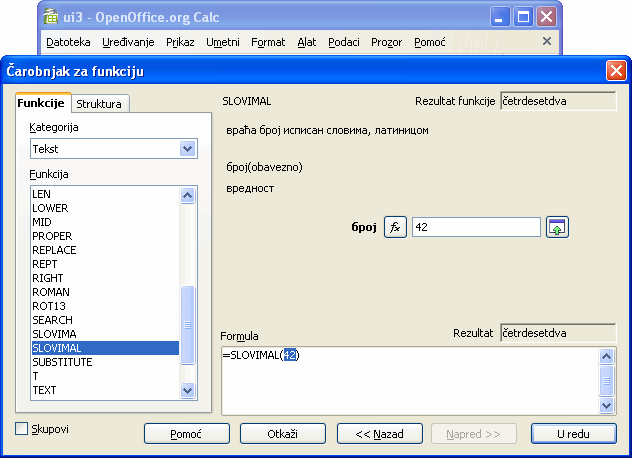 ui3 - OpenOffice.org Calc
Datoteka Uređivanje Prikaz Umetni Format Alat Podaci Prozor Pomoć
Čarobnjak za funkciju
Funkcije Struktura
Kategorija
Tekst
Funkcija
LEN
LOWER
MID
PROPER
REPLACE
REPT
RIGHT
ROMAN
ROT13
SEARCH
SLOVIMA
SLOVIMAL
SUBSTITUTE
T
TEXT
SLOVIMAL Rezultat funkcije četrdesetdva
враћа број исписан словима, латиницом
број(obavezno)
вредност
број fx 42
Formula Rezultat četrdesetdva
=SLOVIMAL(42)
Skupovi Pomoć Otkaži << Nazad Napred >> U redu